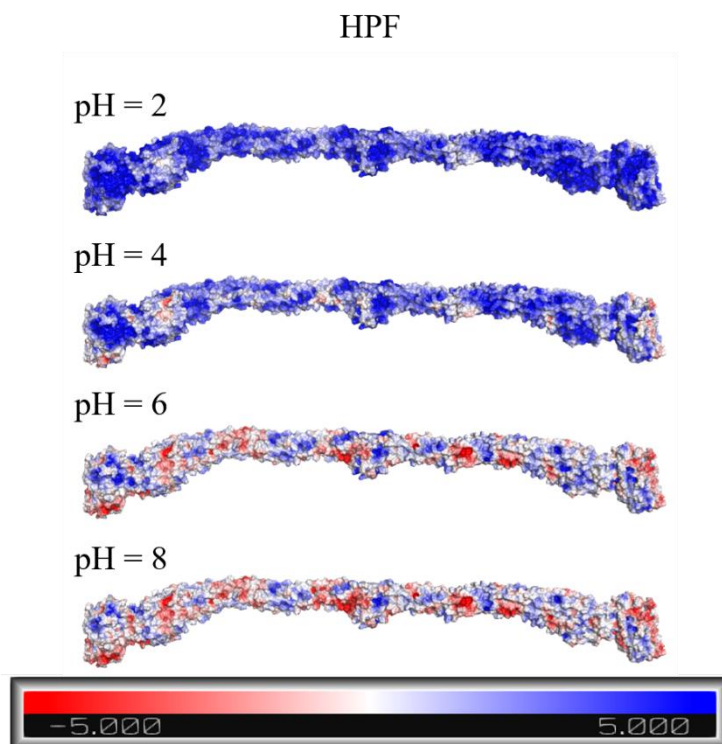 HPF
pH = 2
pH = 4
pH = 6
pH = 8
-5.000 5.000